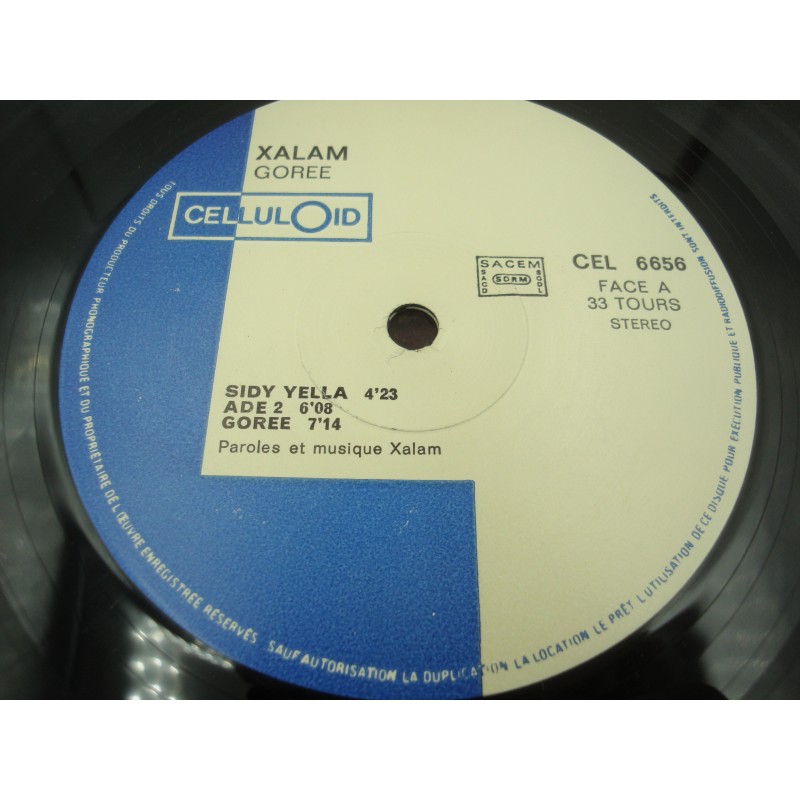 XALAM
GOREE
CELLULOID
SACEM
SACD
SDRM
SGDL
CEL 6656
FACE A
33 TOURS
STEREO
SIDY YELLA 4'23
ADE 2 6'08
GOREE 7'14
Paroles et musique Xalam
TOUS DROITS DU PRODUCTEUR PHONOGRAPHIQUE ET DU PROPRIÉTAIRE DE L'ŒUVRE ENREGISTRÉE RÉSERVÉS SAUF AUTORISATION LA DUPLICATION LA LOCATION LE PRÊT L'UTILISATION DE CE DISQUE POUR EXÉCUTION PUBLIQUE ET RADIODIFFUSION SONT INTERDITS